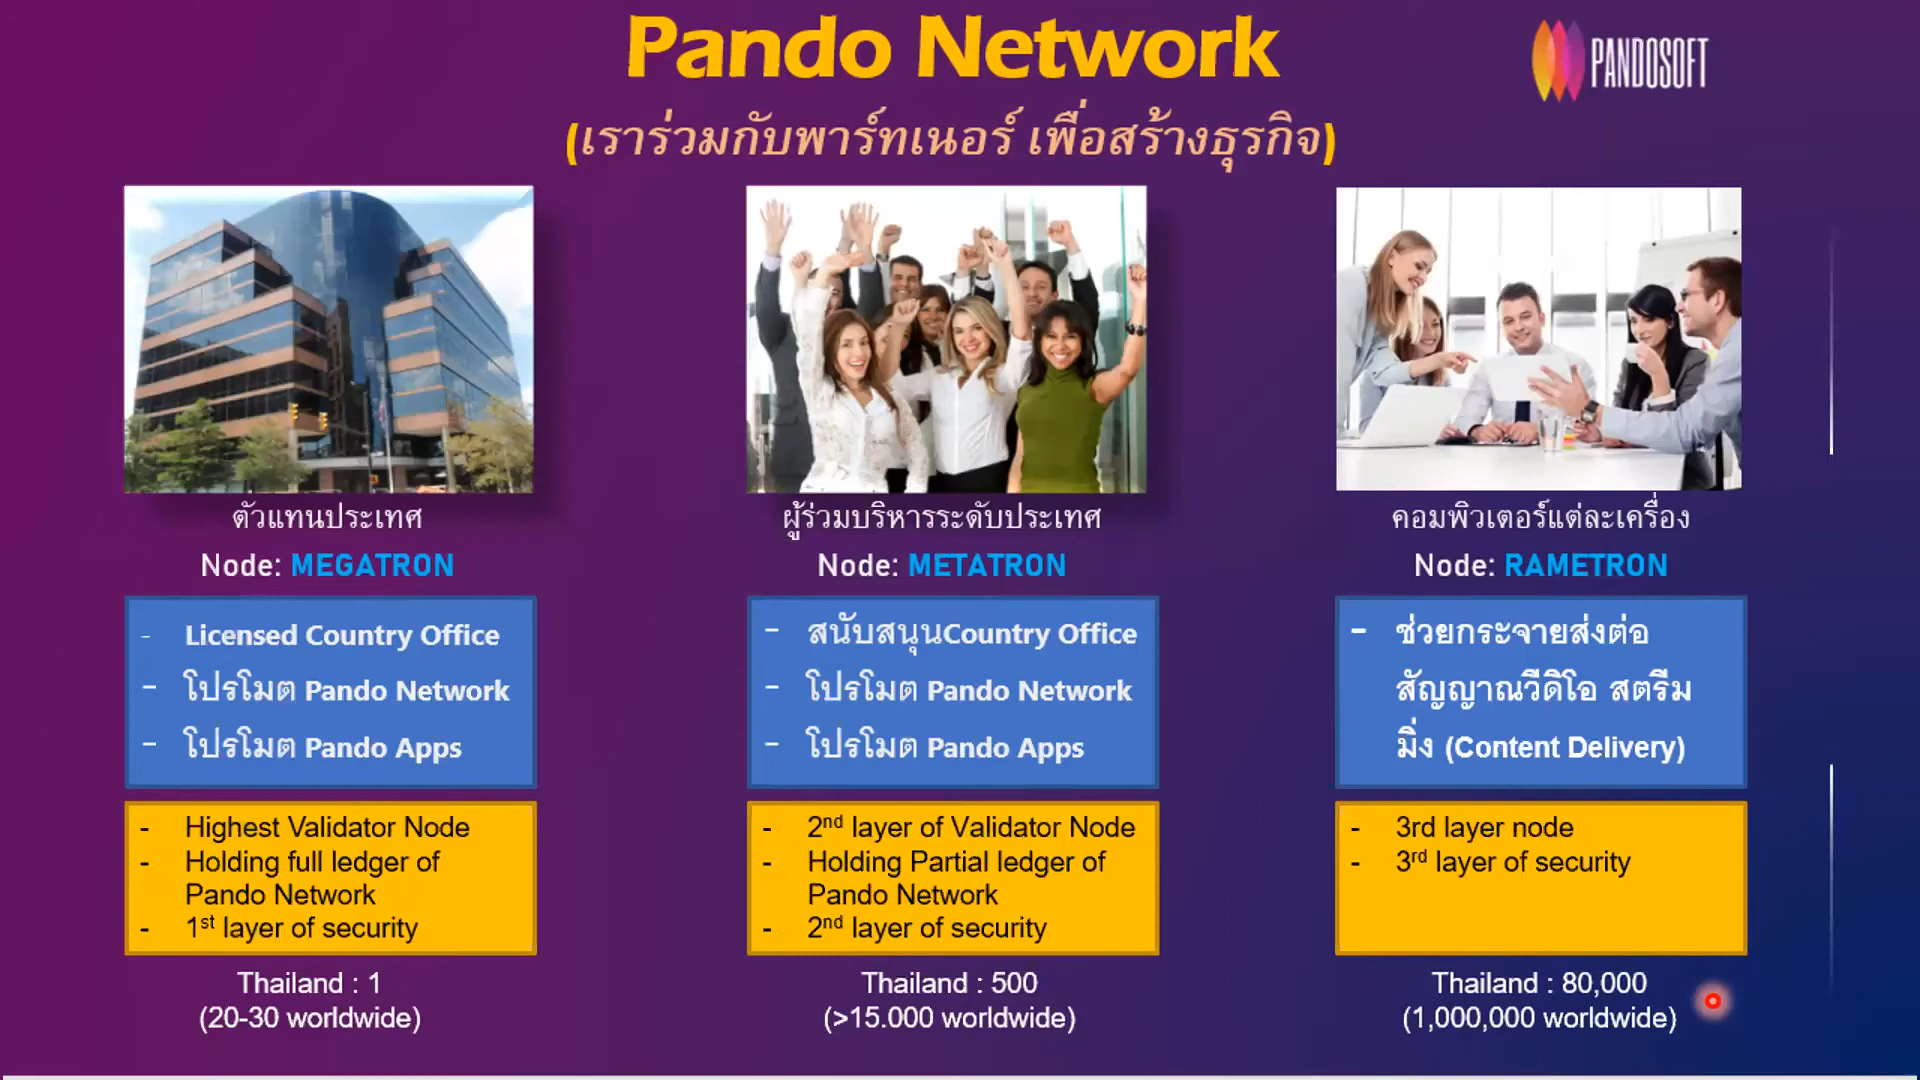 Pando Network
PANDOSOFT
(เราร่วมกับพาร์ทเนอร์ เพื่อสร้างธุรกิจ)
ตัวแทนประเทศ
Node: MEGATRON
- Licensed Country Office
- โปรโมต Pando Network
- โปรโมต Pando Apps
- Highest Validator Node
- Holding full ledger of
Pando Network
- 1st layer of security
Thailand : 1
(20-30 worldwide)
ผู้ร่วมบริหารระดับประเทศ
Node: METATRON
- สนับสนุนCountry Office
- โปรโมต Pando Network
- โปรโมต Pando Apps
- 2nd layer of Validator Node
- Holding Partial ledger of
Pando Network
- 2nd layer of security
Thailand : 500
(>15.000 worldwide)
คอมพิวเตอร์แต่ละเครื่อง
Node: RAMETRON
- ช่วยกระจายส่งต่อ
สัญญาณวีดิโอ สตรีม
มิ่ง (Content Delivery)
- 3rd layer node
- 3rd layer of security
Thailand : 80,000
(1,000,000 worldwide)